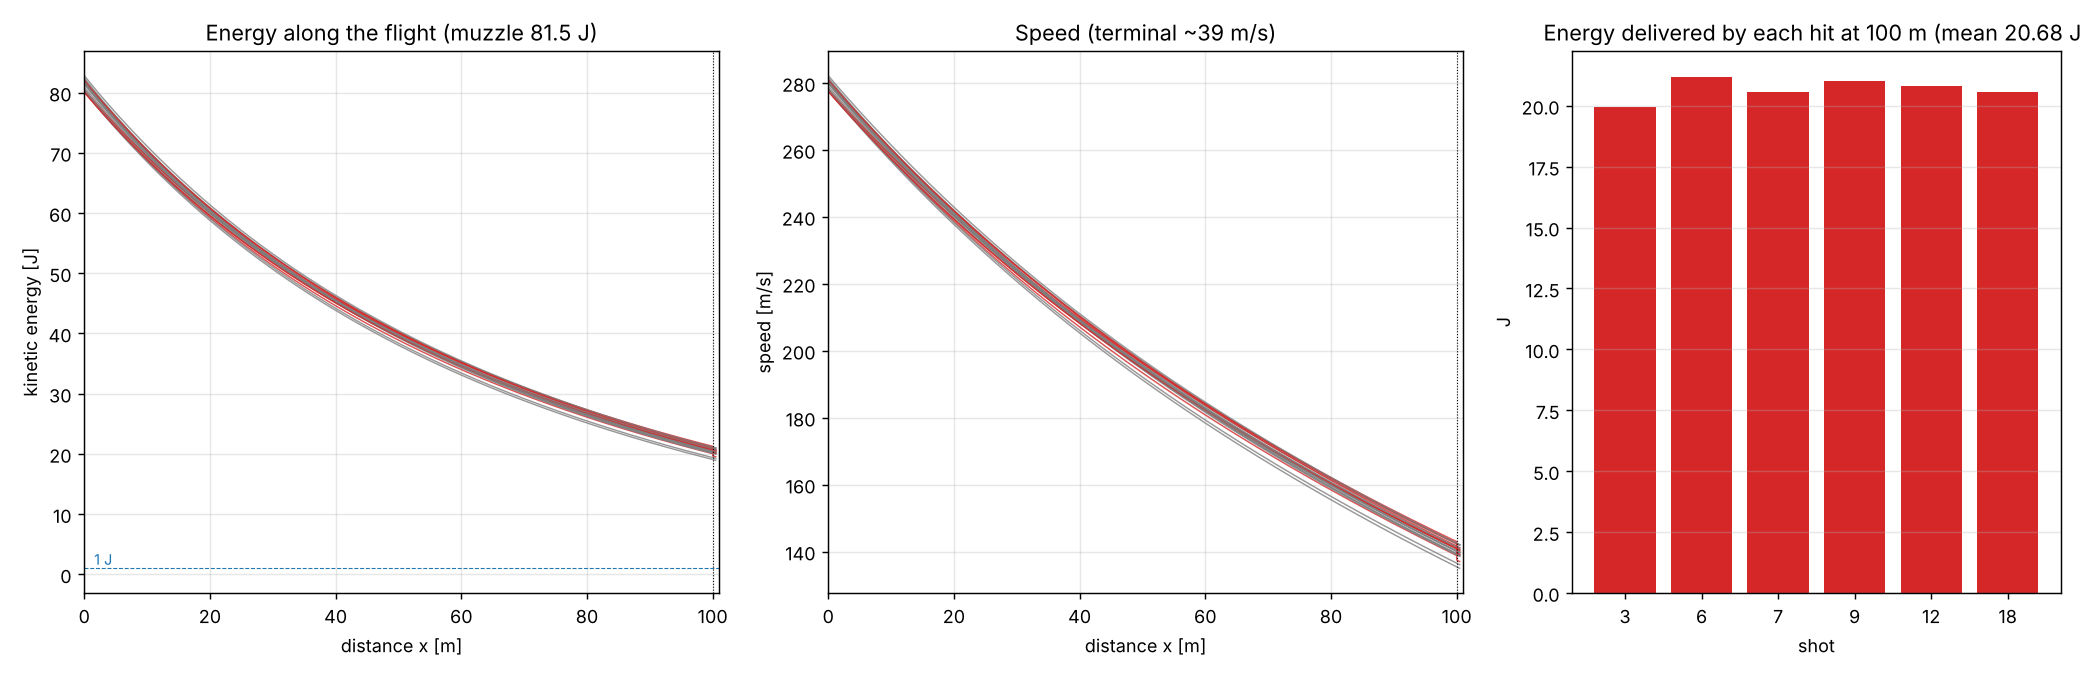 Energy along the flight (muzzle 81.5 J)
kinetic energy [J]
80
70
60
50
40
30
20
10
0
1 J
0 20 40 60 80 100
distance x [m]
Speed (terminal ~39 m/s)
speed [m/s]
280
260
240
220
200
180
160
140
0 20 40 60 80 100
distance x [m]
Energy delivered by each hit at 100 m (mean 20.68 J
J
20.0
17.5
15.0
12.5
10.0
7.5
5.0
2.5
0.0
3 6 7 9 12 18
shot